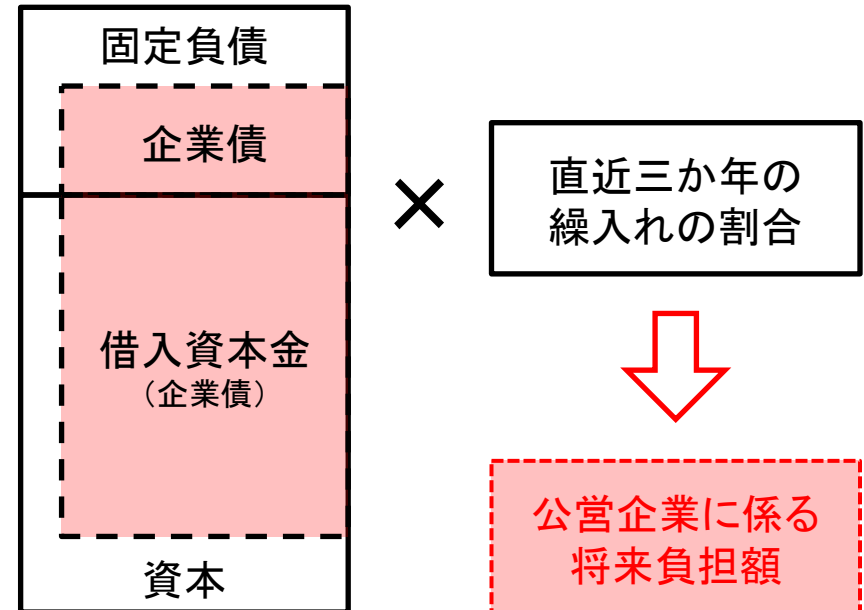 固定負債
企業債
借入資本金
（企業債）
資本
×
直近三か年の
繰入れの割合
公営企業に係る
将来負担額